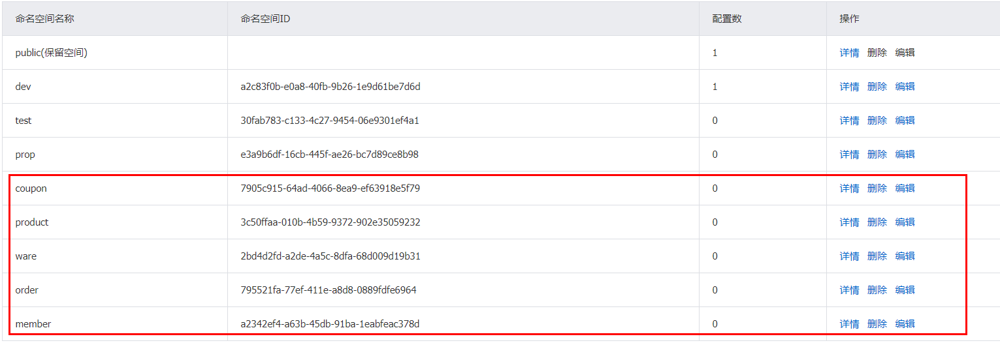 命名空间名称 命名空间ID 配置数 操作
public(保留空间) 1 详情 删除 编辑
dev a2c83f0b-e0a8-40fb-9b26-1e9d61be7d6d 1 详情 删除 编辑
test 30fab783-c133-4c27-9454-06e9301ef4a1 0 详情 删除 编辑
prop e3a9b6df-16cb-445f-ae26-bc7d89ce8b98 0 详情 删除 编辑
coupon 7905c915-64ad-4066-8ea9-ef63918e5f79 0 详情 删除 编辑
product 3c50ffaa-010b-4b59-9372-902e35059232 0 详情 删除 编辑
ware 2bd4d2fd-a2de-4a5c-8dfa-68d009d19b31 0 详情 删除 编辑
order 795521fa-77ef-411e-a8d8-0889fdfe6964 0 详情 删除 编辑
member a2342ef4-a63b-45db-91ba-1eabfeac378d 0 详情 删除 编辑